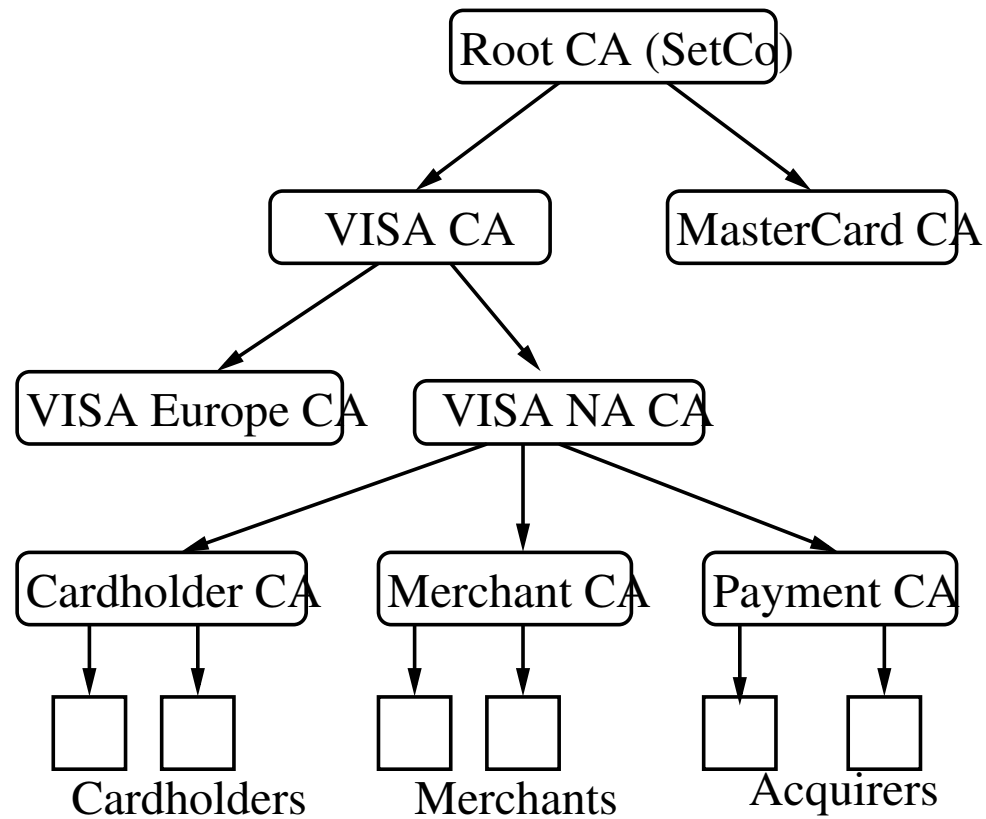 Root CA (SetCo)
VISA CA
MasterCard CA
VISA Europe CA
VISA NA CA
Cardholder CA
Merchant CA
Payment CA
Cardholders
Merchants
Acquirers